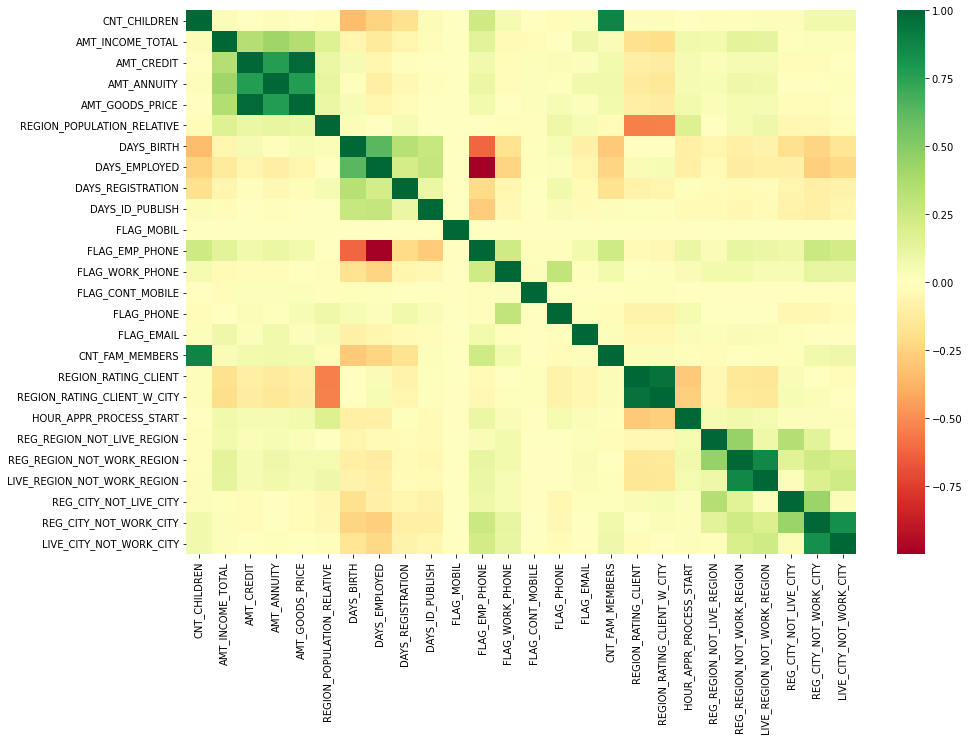 CNT_CHILDREN
AMT_INCOME_TOTAL
AMT_CREDIT
AMT_ANNUITY
AMT_GOODS_PRICE
REGION_POPULATION_RELATIVE
DAYS_BIRTH
DAYS_EMPLOYED
DAYS_REGISTRATION
DAYS_ID_PUBLISH
FLAG_MOBIL
FLAG_EMP_PHONE
FLAG_WORK_PHONE
FLAG_CONT_MOBILE
FLAG_PHONE
FLAG_EMAIL
CNT_FAM_MEMBERS
REGION_RATING_CLIENT
REGION_RATING_CLIENT_W_CITY
HOUR_APPR_PROCESS_START
REG_REGION_NOT_LIVE_REGION
REG_REGION_NOT_WORK_REGION
LIVE_REGION_NOT_WORK_REGION
REG_CITY_NOT_LIVE_CITY
REG_CITY_NOT_WORK_CITY
LIVE_CITY_NOT_WORK_CITY
CNT_CHILDREN
AMT_INCOME_TOTAL
AMT_CREDIT
AMT_ANNUITY
AMT_GOODS_PRICE
REGION_POPULATION_RELATIVE
DAYS_BIRTH
DAYS_EMPLOYED
DAYS_REGISTRATION
DAYS_ID_PUBLISH
FLAG_MOBIL
FLAG_EMP_PHONE
FLAG_WORK_PHONE
FLAG_CONT_MOBILE
FLAG_PHONE
FLAG_EMAIL
CNT_FAM_MEMBERS
REGION_RATING_CLIENT
REGION_RATING_CLIENT_W_CITY
HOUR_APPR_PROCESS_START
REG_REGION_NOT_LIVE_REGION
REG_REGION_NOT_WORK_REGION
LIVE_REGION_NOT_WORK_REGION
REG_CITY_NOT_LIVE_CITY
REG_CITY_NOT_WORK_CITY
LIVE_CITY_NOT_WORK_CITY
1.00
0.75
0.50
0.25
0.00
−0.25
−0.50
−0.75